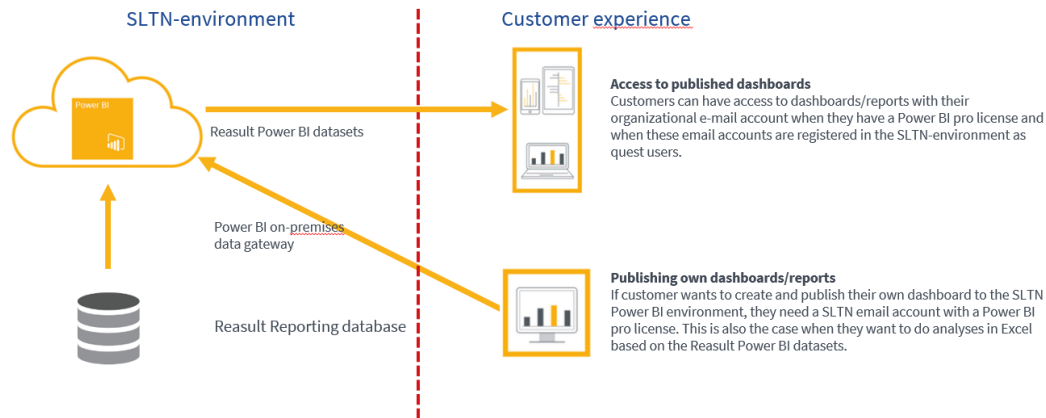 SLTN-environment
Customer experience
Power BI
Reasult Power BI datasets
Access to published dashboards
Customers can have access to dashboards/reports with their
organizational e-mail account when they have a Power BI pro license and
when these email accounts are registered in the SLTN-environment as
quest users.
Power BI on-premises
data gateway
Reasult Reporting database
Publishing own dashboards/reports
If customer wants to create and publish their own dashboard to the SLTN
Power BI environment, they need a SLTN email account with a Power BI
pro license. This is also the case when they want to do analyses in Excel
based on the Reasult Power BI datasets.